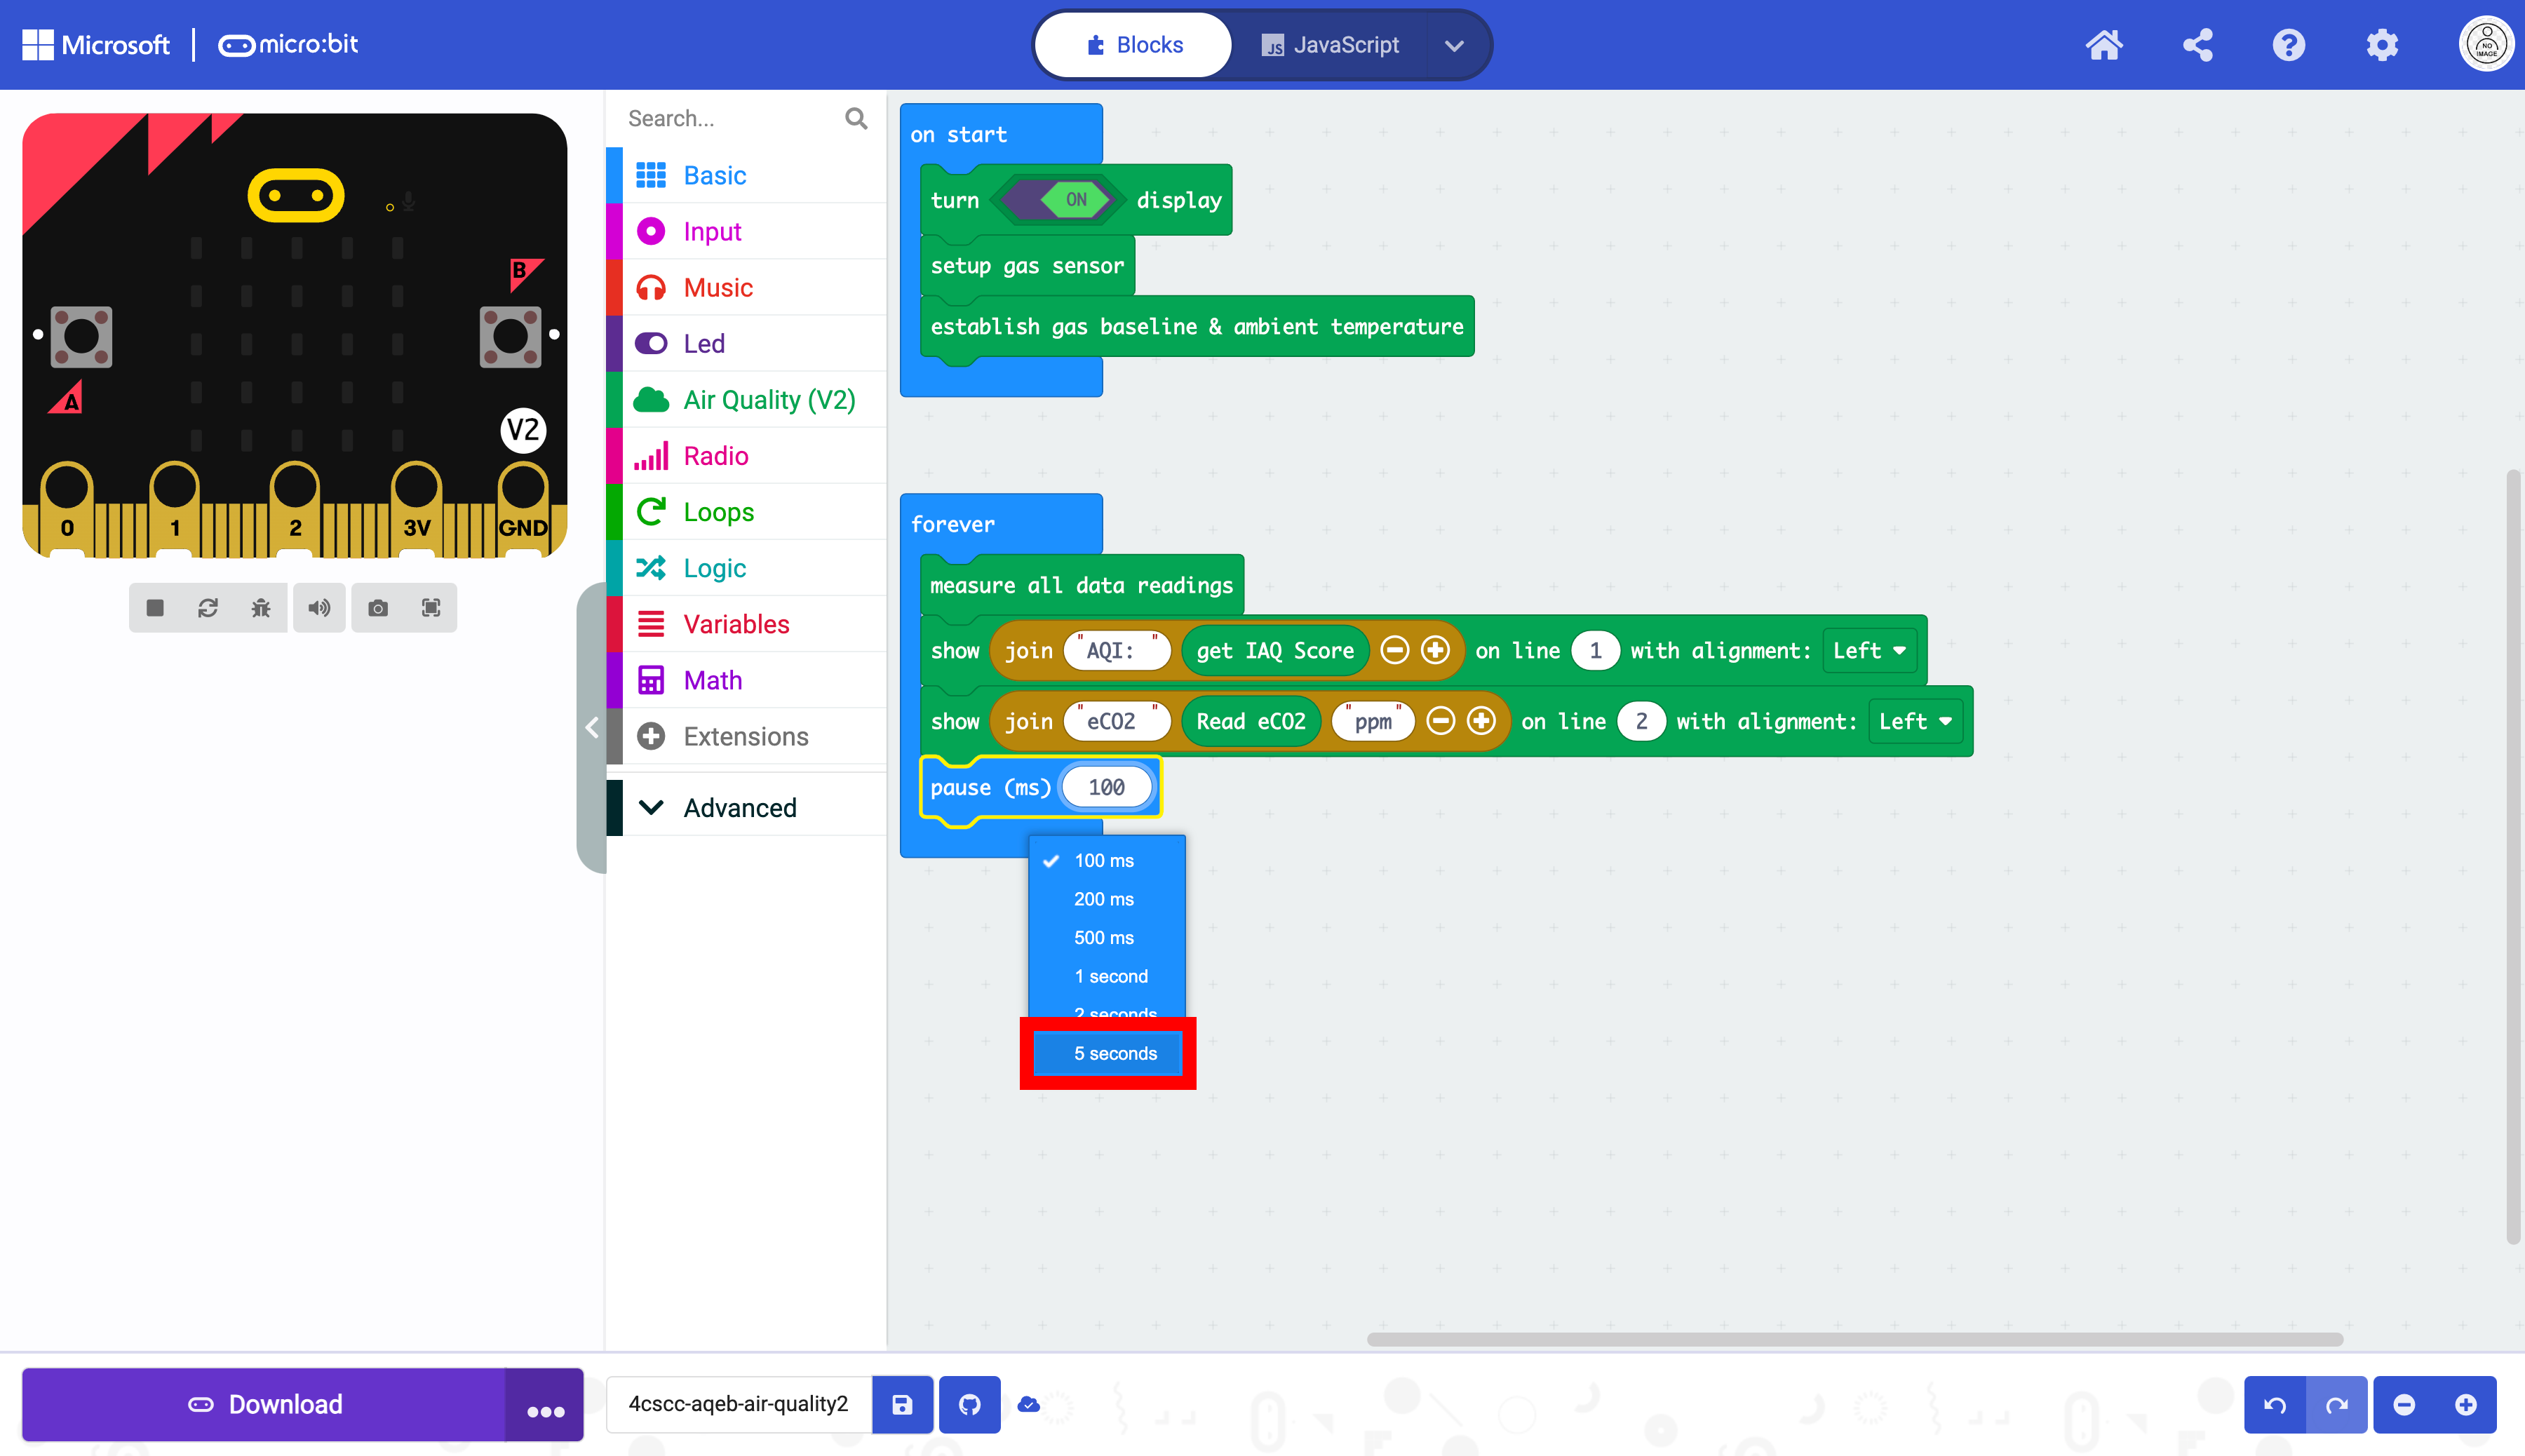 Microsoft | micro:bit
Blocks
JavaScript
NO IMAGE
B
A
V2
0 1 2 3V GND
Search...
Basic
Input
Music
Led
Air Quality (V2)
Radio
Loops
Logic
Variables
Math
Extensions
Advanced
on start
turn ON display
setup gas sensor
establish gas baseline & ambient temperature
forever
measure all data readings
show join "AQI: " get IAQ Score on line 1 with alignment: Left
show join "eCO2 " Read eCO2 "ppm" on line 2 with alignment: Left
pause (ms) 100
100 ms
200 ms
500 ms
1 second
2 seconds
5 seconds
Download
4cscc-aqeb-air-quality2